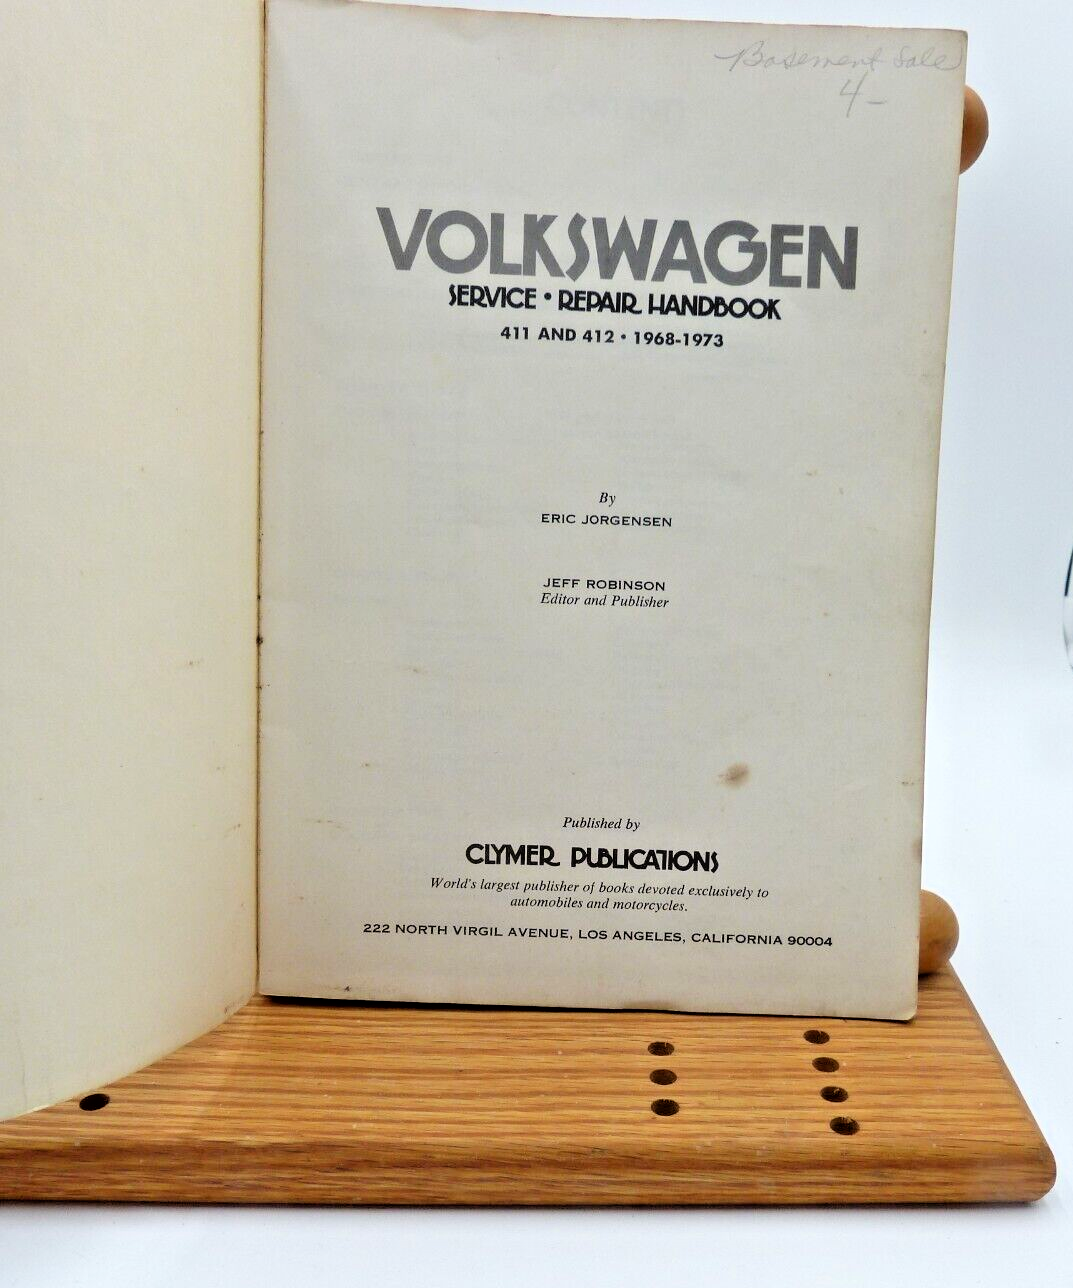 Basement Sale
4-
VOLKSWAGEN
SERVICE • REPAIR HANDBOOK
411 AND 412 • 1968-1973
By
ERIC JORGENSEN
JEFF ROBINSON
Editor and Publisher
Published by
CLYMER PUBLICATIONS
World's largest publisher of books devoted exclusively to
automobiles and motorcycles.
222 NORTH VIRGIL AVENUE, LOS ANGELES, CALIFORNIA 90004